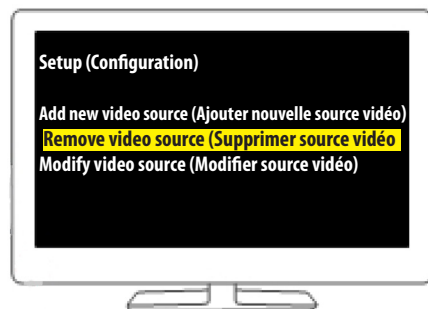 Setup (Configuration)
Add new video source (Ajouter nouvelle source vidéo)
Remove video source (Supprimer source vidéo
Modify video source (Modifier source vidéo)